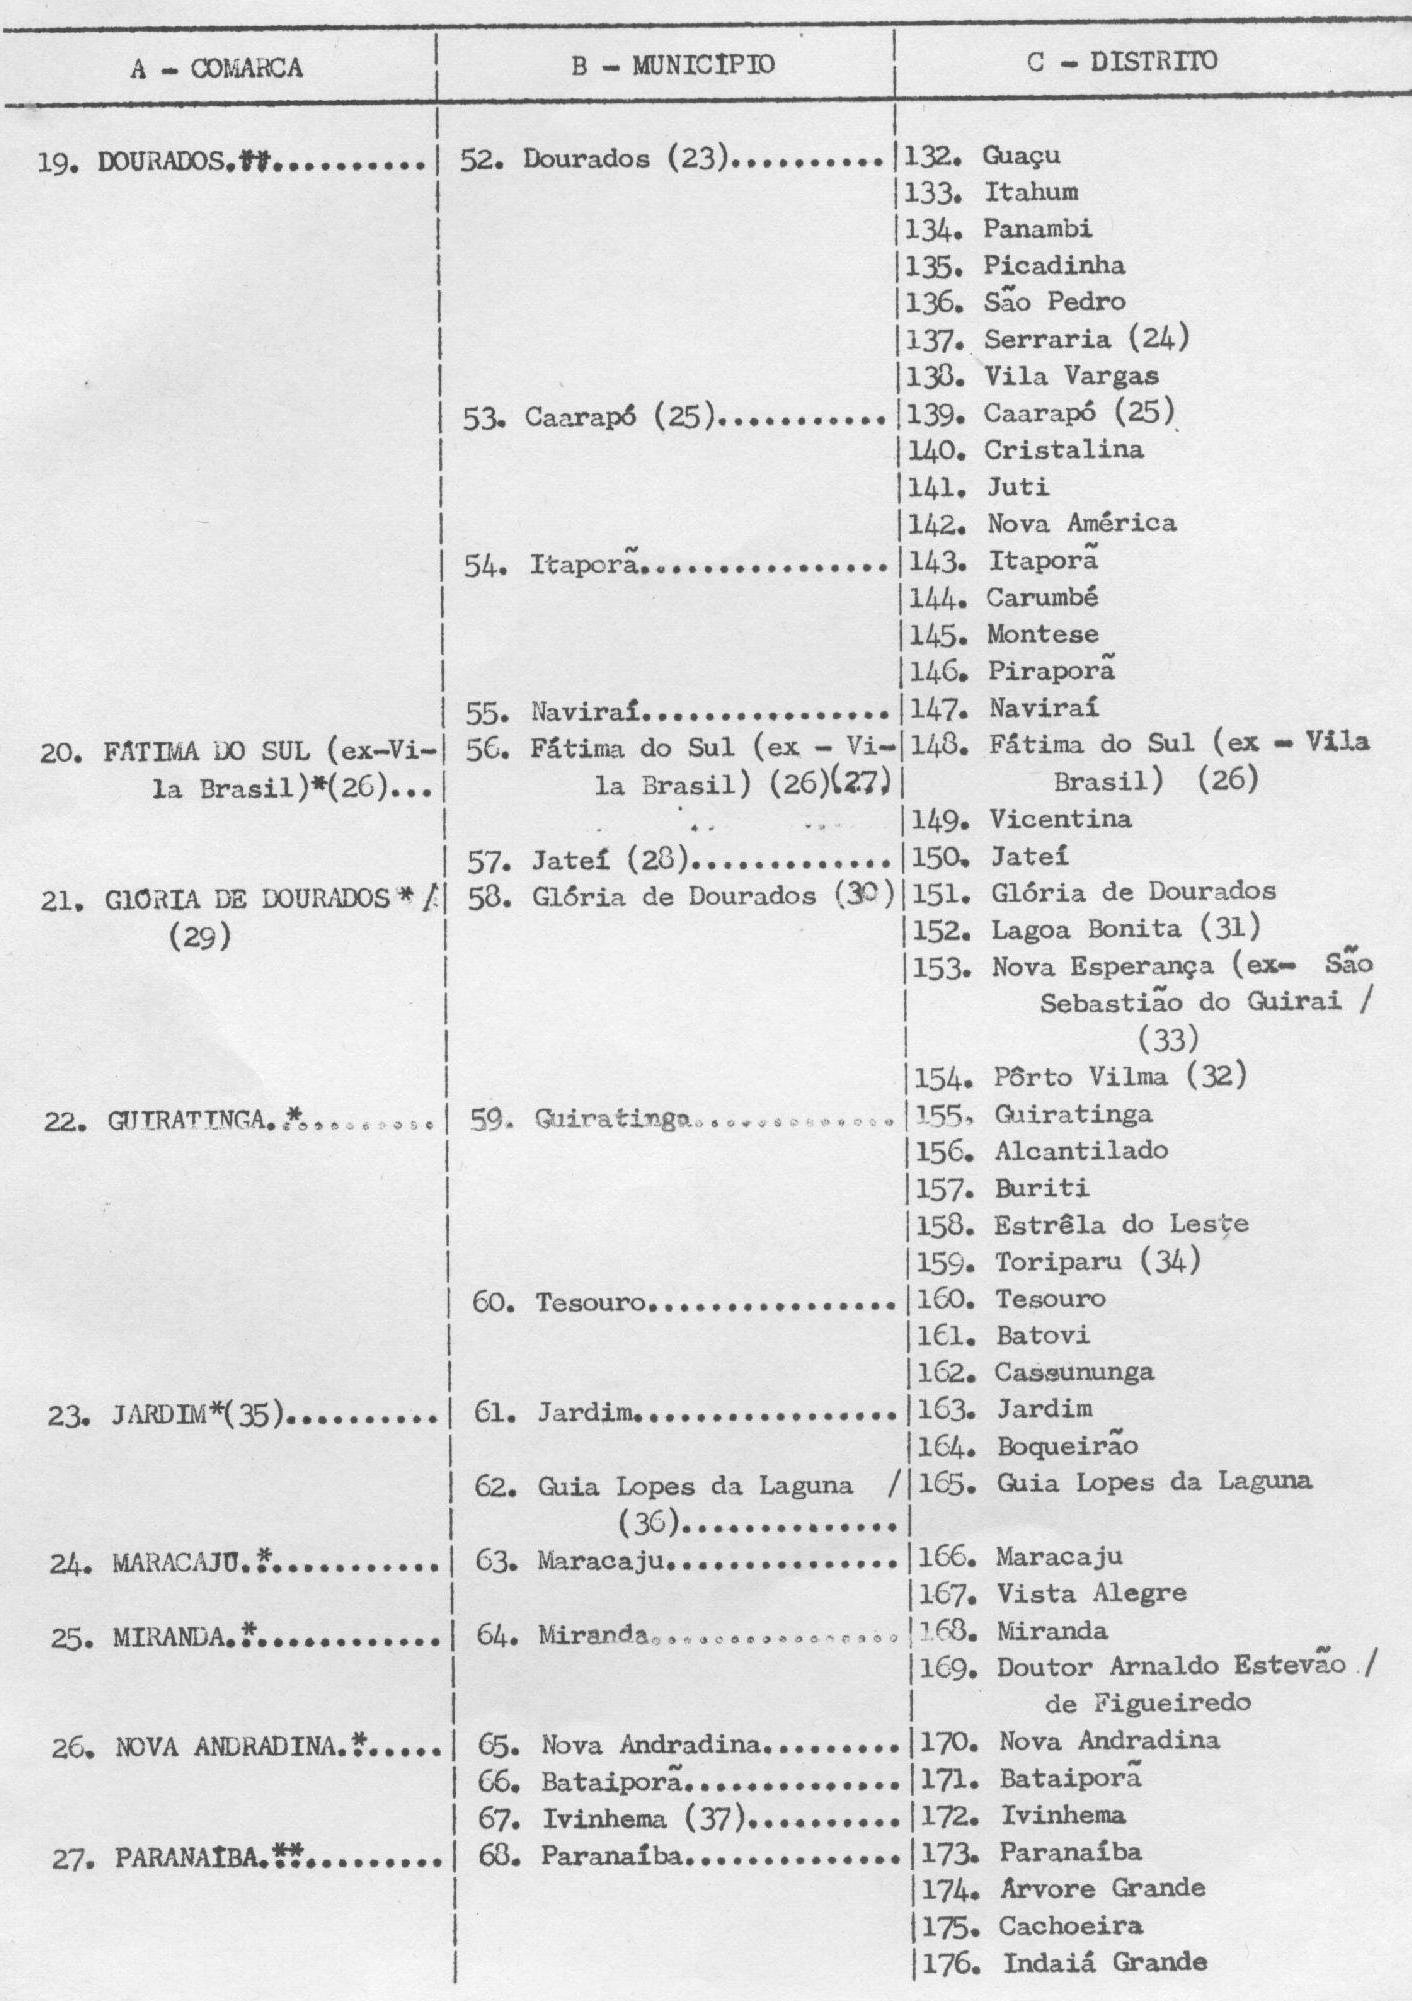 A - COMARCA B - MUNICÍPIO C - DISTRITO
19. DOURADOS.**.......... 52. Dourados (23).......... 132. Guaçu
133. Itahum
134. Panambi
135. Picadinha
136. São Pedro
137. Serraria (24)
138. Vila Vargas
53. Caarapó (25)........... 139. Caarapó (25)
140. Cristalina
141. Juti
142. Nova América
54. Itaporã................ 143. Itaporã
144. Carumbé
145. Montese
146. Piraporã
55. Naviraí................ 147. Naviraí
20. FÁTIMA DO SUL (ex-Vi- 56. Fátima do Sul (ex - Vi- 148. Fátima do Sul (ex - Vila
la Brasil)*(26)... la Brasil) (26)(27) Brasil) (26)
149. Vicentina
57. Jateí (28)............. 150. Jateí
21. GlÓRIA DE DOURADOS * / 58. Glória de Dourados (30) 151. Glória de Dourados
(29) 152. Lagoa Bonita (31)
153. Nova Esperança (ex- São
Sebastião do Guirai /
(33)
154. Pôrto Vilma (32)
22. GUIRATINGA.*.......... 59. Guiratinga............. 155. Guiratinga
156. Alcantilado
157. Buriti
158. Estrêla do Leste
159. Toriparu (34)
60. Tesouro................ 160. Tesouro
161. Batovi
162. Cassununga
23. JARDIM*(35).......... 61. Jardim................. 163. Jardim
164. Boqueirão
62. Guia Lopes da Laguna / 165. Guia Lopes da Laguna
(36)..............
24. MARACAJU.*........... 63. Maracaju............... 166. Maracaju
167. Vista Alegre
25. MIRANDA.*............ 64. Miranda................ 168. Miranda
169. Doutor Arnaldo Estevão /
de Figueiredo
26. NOVA ANDRADINA.*..... 65. Nova Andradina......... 170. Nova Andradina
66. Bataiporã.............. 171. Bataiporã
67. Ivinhema (37).......... 172. Ivinhema
27. PARANAÍBA.**......... 68. Paranaíba.............. 173. Paranaíba
174. Árvore Grande
175. Cachoeira
176. Indaiá Grande